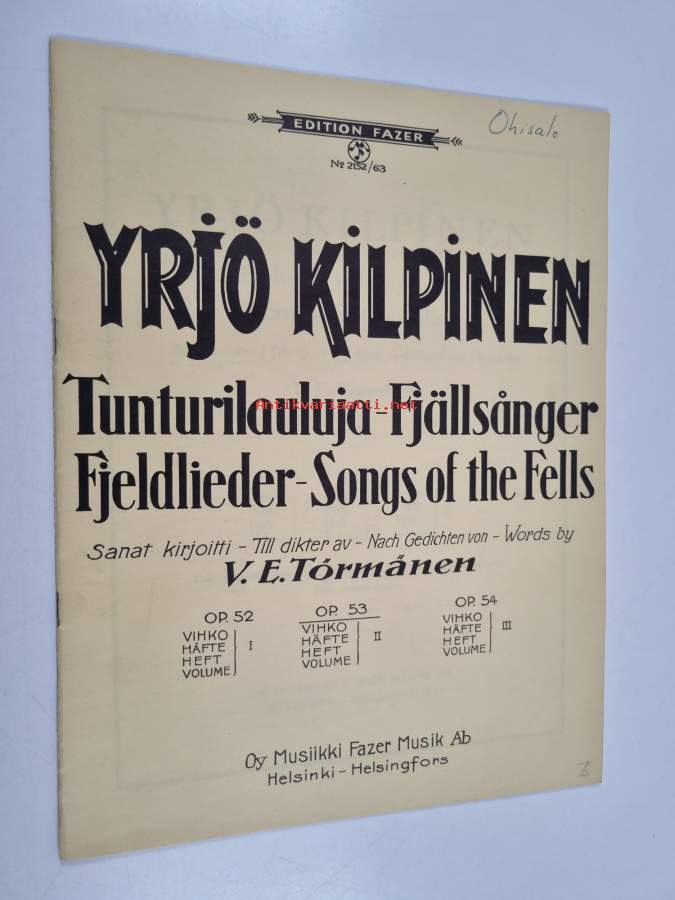 Ohisalo
EDITION FAZER
No 2152/63
YRJÖ KILPINEN
Tunturilauluja-Fjällsånger
Antikvariaatti.net
Fjeldlieder-Songs of the Fells
Sanat kirjoitti - Till dikter av - Nach Gedichten von - Words by
V. E. Törmänen
OP. 52
VIHKO
HÄFTE
HEFT
VOLUME
I
OP. 53
VIHKO
HÄFTE
HEFT
VOLUME
II
OP. 54
VIHKO
HÄFTE
HEFT
VOLUME
III
Oy Musiikki Fazer Musik Ab
Helsinki - Helsingfors